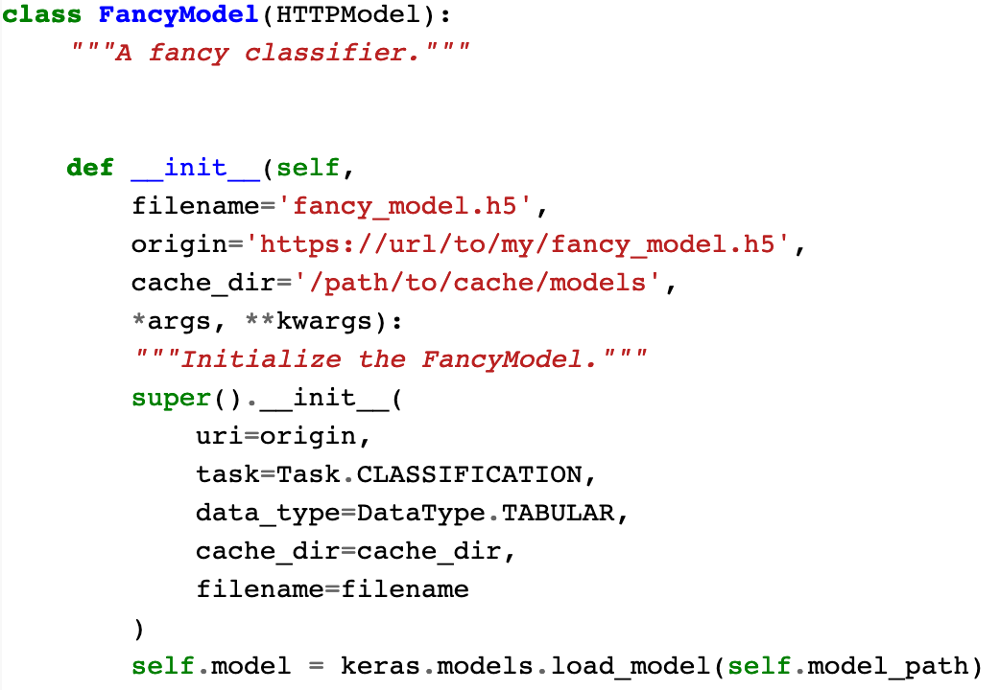 class FancyModel(HTTPModel):
    """A fancy classifier."""
    def __init__(self,
        filename='fancy_model.h5',
        origin='https://url/to/my/fancy_model.h5',
        cache_dir='/path/to/cache/models',
        *args, **kwargs):
        """Initialize the FancyModel."""
        super().__init__(
            uri=origin,
            task=Task.CLASSIFICATION,
            data_type=DataType.TABULAR,
            cache_dir=cache_dir,
            filename=filename
        )
        self.model = keras.models.load_model(self.model_path)